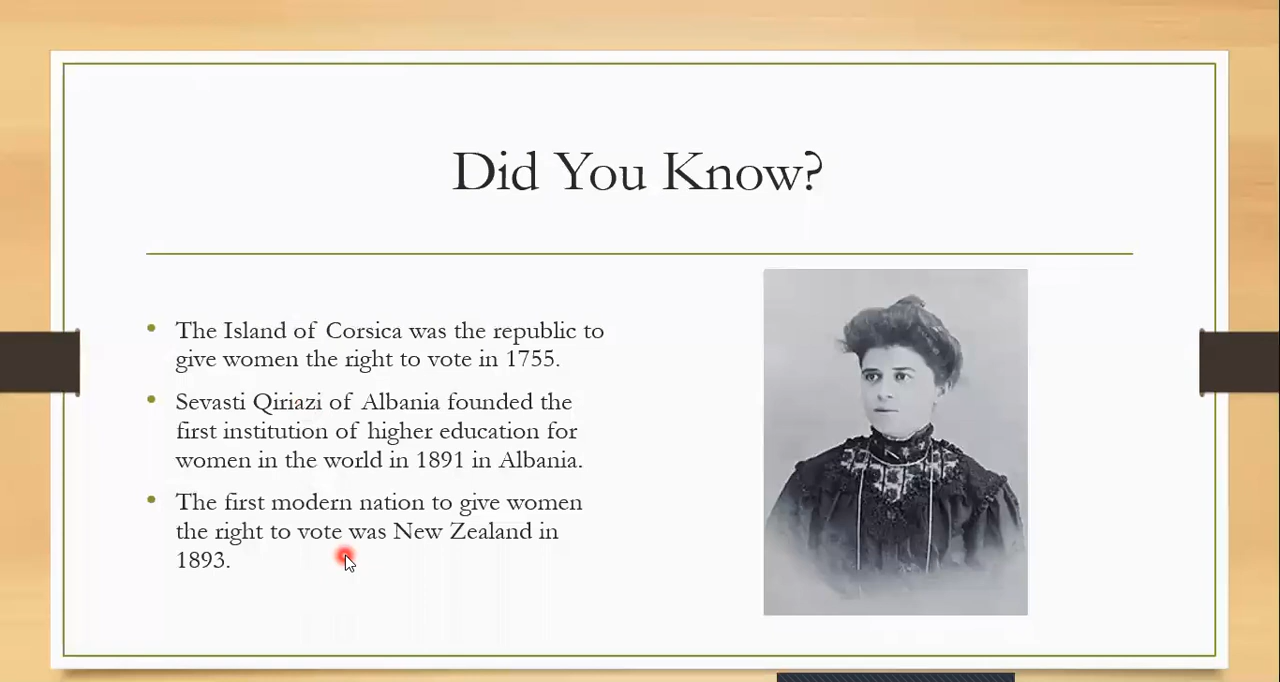 Did You Know?
The Island of Corsica was the republic to
give women the right to vote in 1755.
Sevasti Qiriazi of Albania founded the
first institution of higher education for
women in the world in 1891 in Albania.
The first modern nation to give women
the right to vote was New Zealand in
1893.